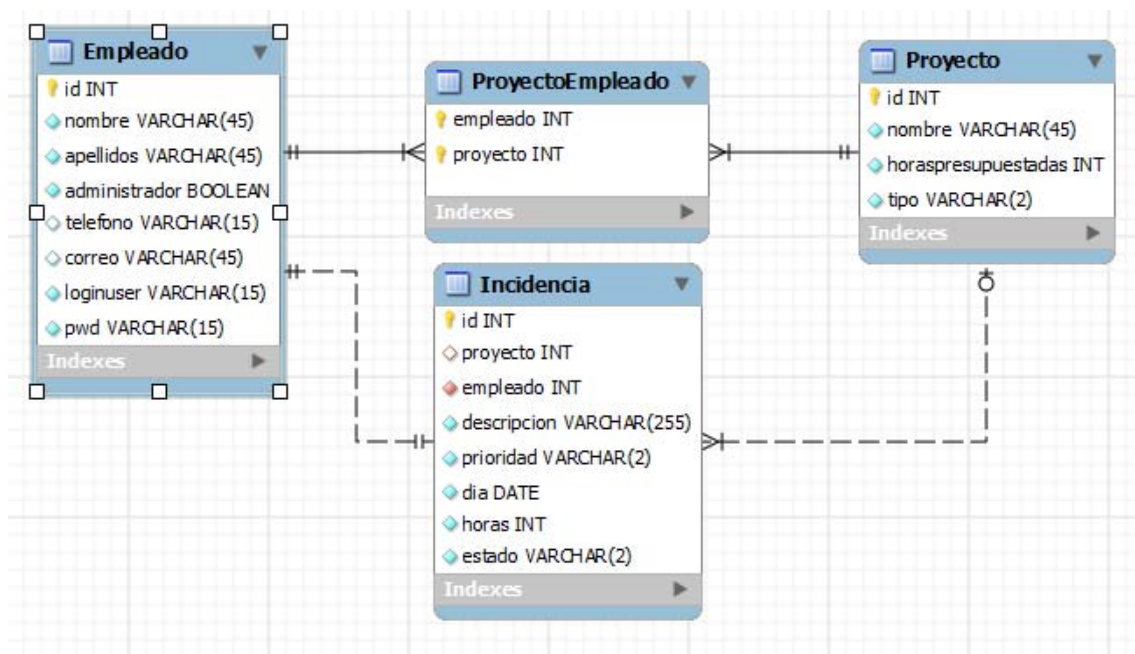 Empleado
id INT
nombre VARCHAR(45)
apellidos VARCHAR(45)
administrador BOOLEAN
telefono VARCHAR(15)
correo VARCHAR(45)
loginuser VARCHAR(15)
pwd VARCHAR(15)
Indexes
ProyectoEmpleado
empleado INT
proyecto INT
Indexes
Proyecto
id INT
nombre VARCHAR(45)
horaspresupuestadas INT
tipo VARCHAR(2)
Indexes
Incidencia
id INT
proyecto INT
empleado INT
descripcion VARCHAR(255)
prioridad VARCHAR(2)
dia DATE
horas INT
estado VARCHAR(2)
Indexes